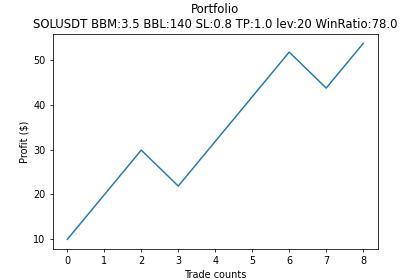 Portfolio
SOLUSDT BBM:3.5 BBL:140 SL:0.8 TP:1.0 lev:20 WinRatio:78.0
Profit ($)
50
40
30
20
10
0 1 2 3 4 5 6 7 8
Trade counts